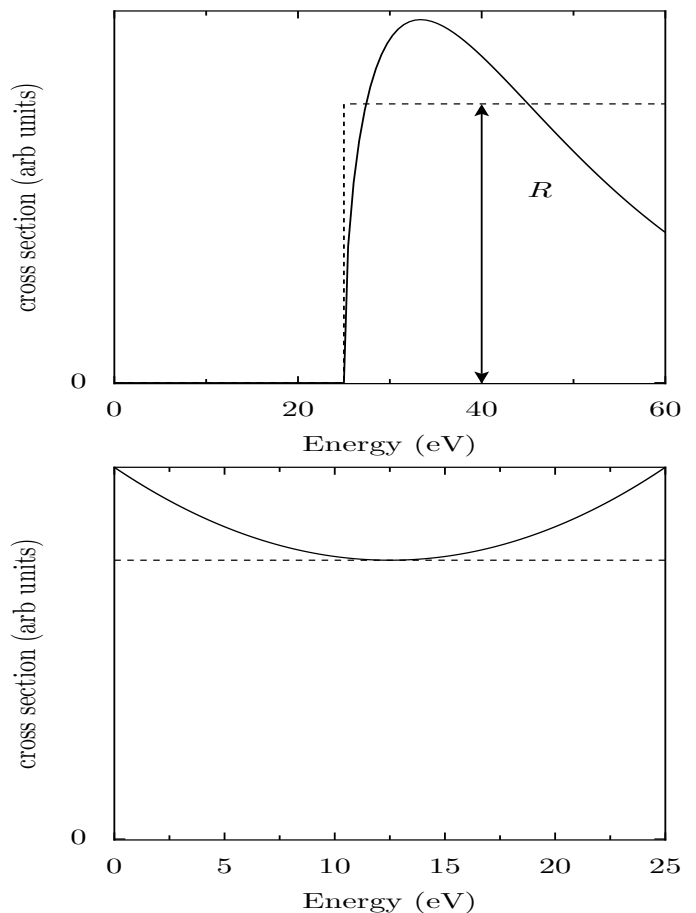 cross section (arb units)
R
0
0 20 40 60
Energy (eV)
cross section (arb units)
0
0 5 10 15 20 25
Energy (eV)